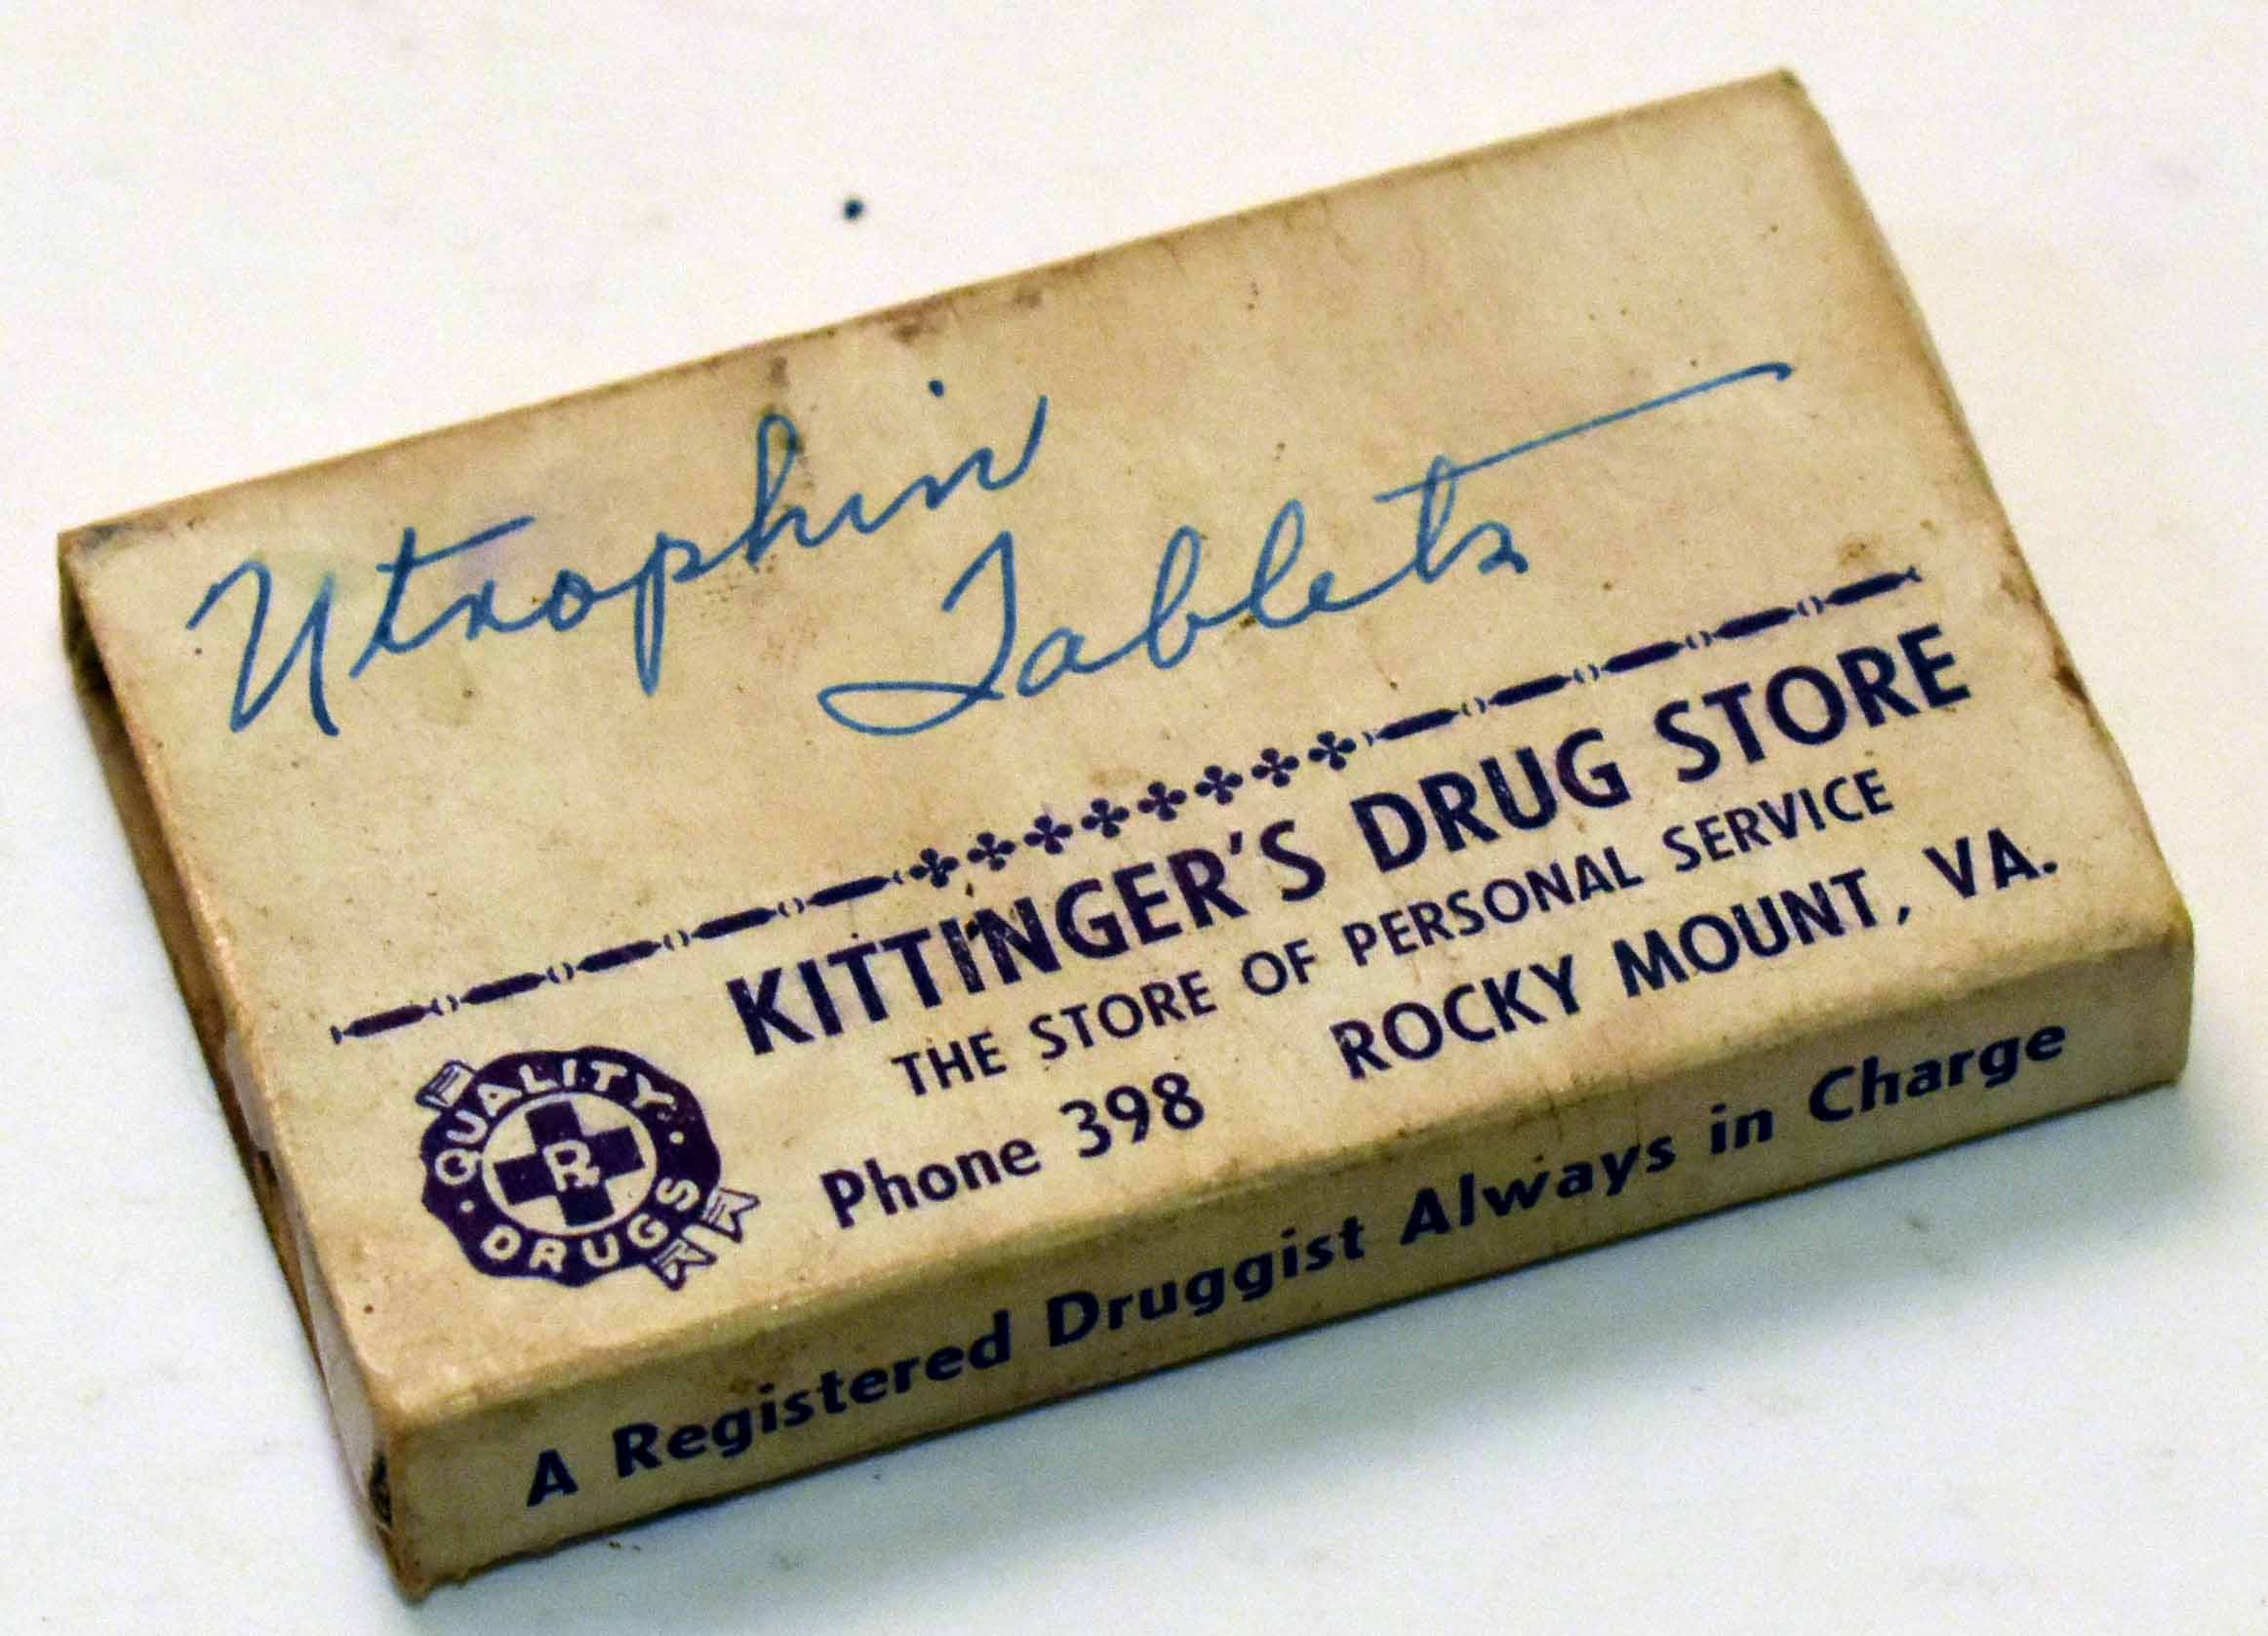 Utrophin
Tablets
KITTINGER'S DRUG STORE
THE STORE OF PERSONAL SERVICE
Phone 398 ROCKY MOUNT, VA.
QUALITY
DRUGS
℞
A Registered Druggist Always in Charge